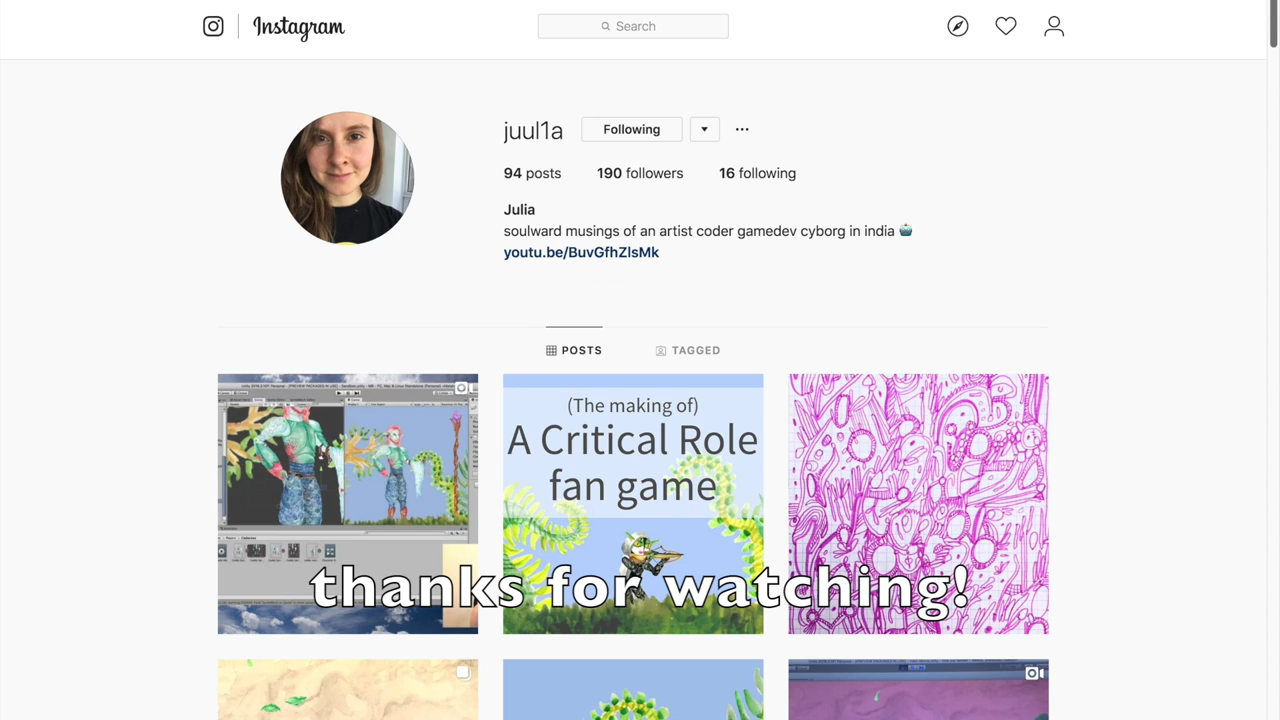 Instagram
Search
juul1a
Following
94 posts 190 followers 16 following
Julia
soulward musings of an artist coder gamedev cyborg in india
youtu.be/BuvGfhZlsMk
POSTS TAGGED
(The making of)
A Critical Role
fan game
thanks for watching!